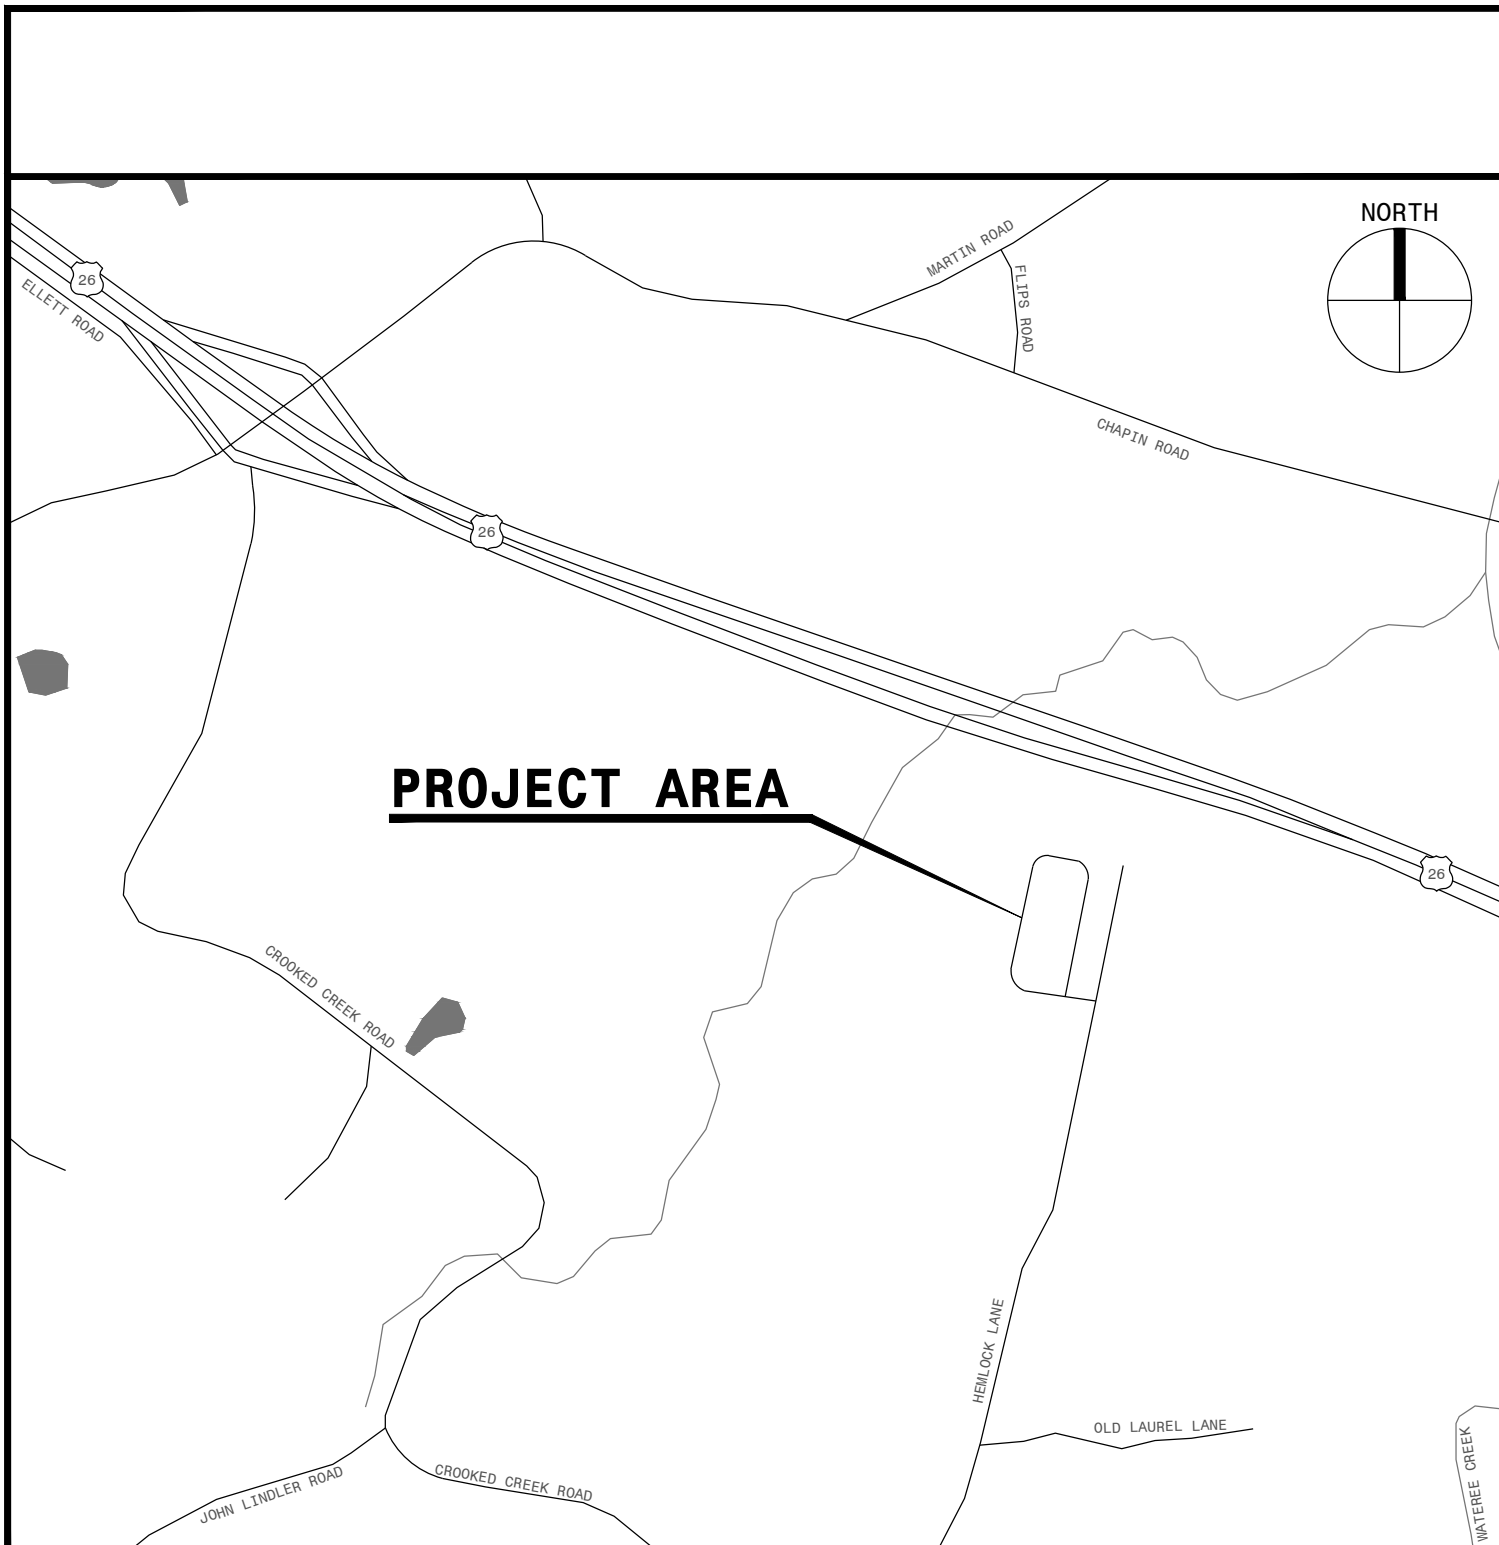 NORTH
MARTIN ROAD
FLIPS ROAD
26
ELLETT ROAD
CHAPIN ROAD
26
PROJECT AREA
26
CROOKED CREEK ROAD
HEMLOCK LANE
OLD LAUREL LANE
WATEREE CREEK
JOHN LINDLER ROAD
CROOKED CREEK ROAD